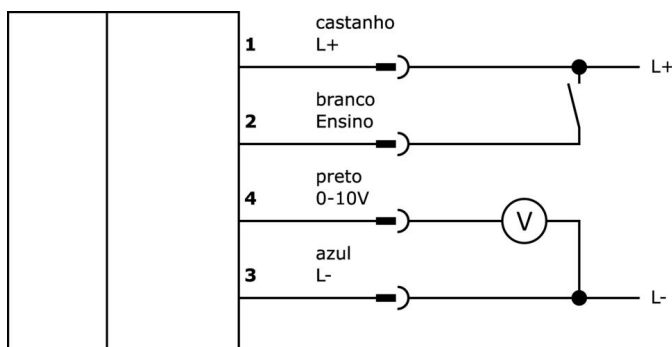 castanho
1 L+ L+
branco
2 Ensino
preto
4 0-10V
V
azul
3 L- L-